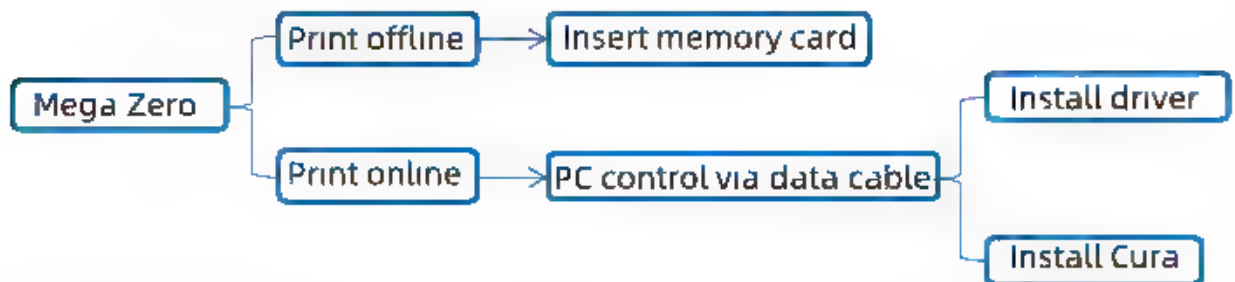 Print offline
Insert memory card
Mega Zero
Install driver
Print online
PC control via data cable
Install Cura